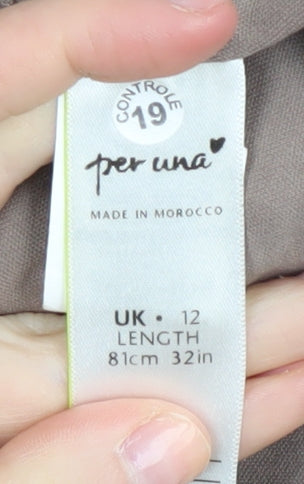 CONTROLE
19
per una
MADE IN MOROCCO
UK • 12
LENGTH
81cm 32in